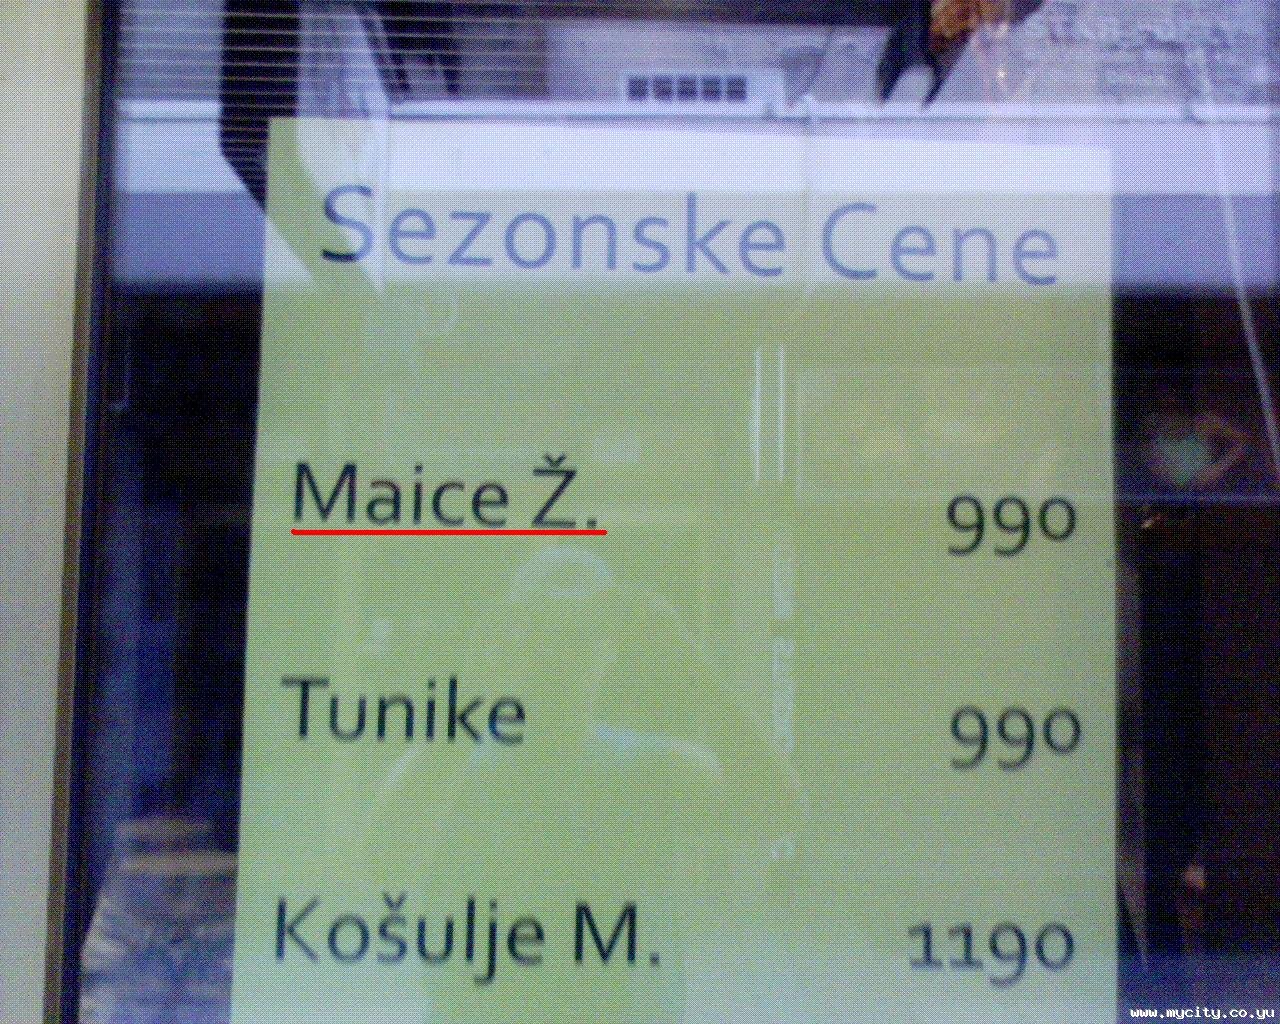 Sezonske Cene
Maice Ž. 990
Tunike 990
Košulje M. 1190
www.mycity.co.yu